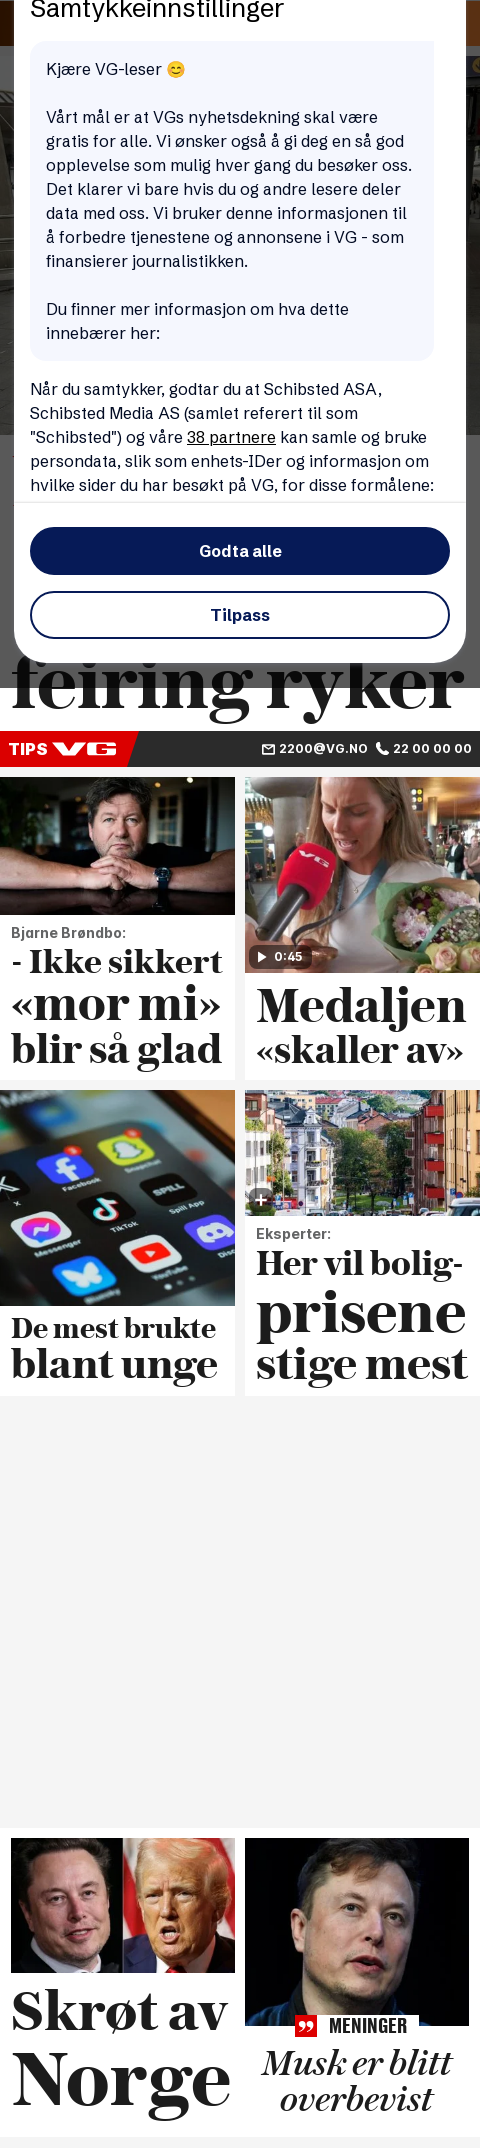 Samtykkeinnstillinger
Kjære VG-leser 😊
Vårt mål er at VGs nyhetsdekning skal være
gratis for alle. Vi ønsker også å gi deg en så god
opplevelse som mulig hver gang du besøker oss.
Det klarer vi bare hvis du og andre lesere deler
data med oss. Vi bruker denne informasjonen til
å forbedre tjenestene og annonsene i VG - som
finansierer journalistikken.
Du finner mer informasjon om hva dette
innebærer her:
Når du samtykker, godtar du at Schibsted ASA,
Schibsted Media AS (samlet referert til som
"Schibsted") og våre 38 partnere kan samle og bruke
persondata, slik som enhets-IDer og informasjon om
hvilke sider du har besøkt på VG, for disse formålene:
Godta alle
Tilpass
feiring ryker
TIPS VG
2200@VG.NO 22 00 00 00
Bjarne Brøndbo:
- Ikke sikkert
«mor mi»
blir så glad
VG
0:45
Medaljen
«skaller av»
X
Facebook
Snapchat
Messenger
TikTok
SPILL
Spill App
Bluesky
YouTube
Disc
De mest brukte
blant unge
Eksperter:
Her vil bolig-
prisene
stige mest
Skrøt av
Norge
MENINGER
Musk er blitt
overbevist